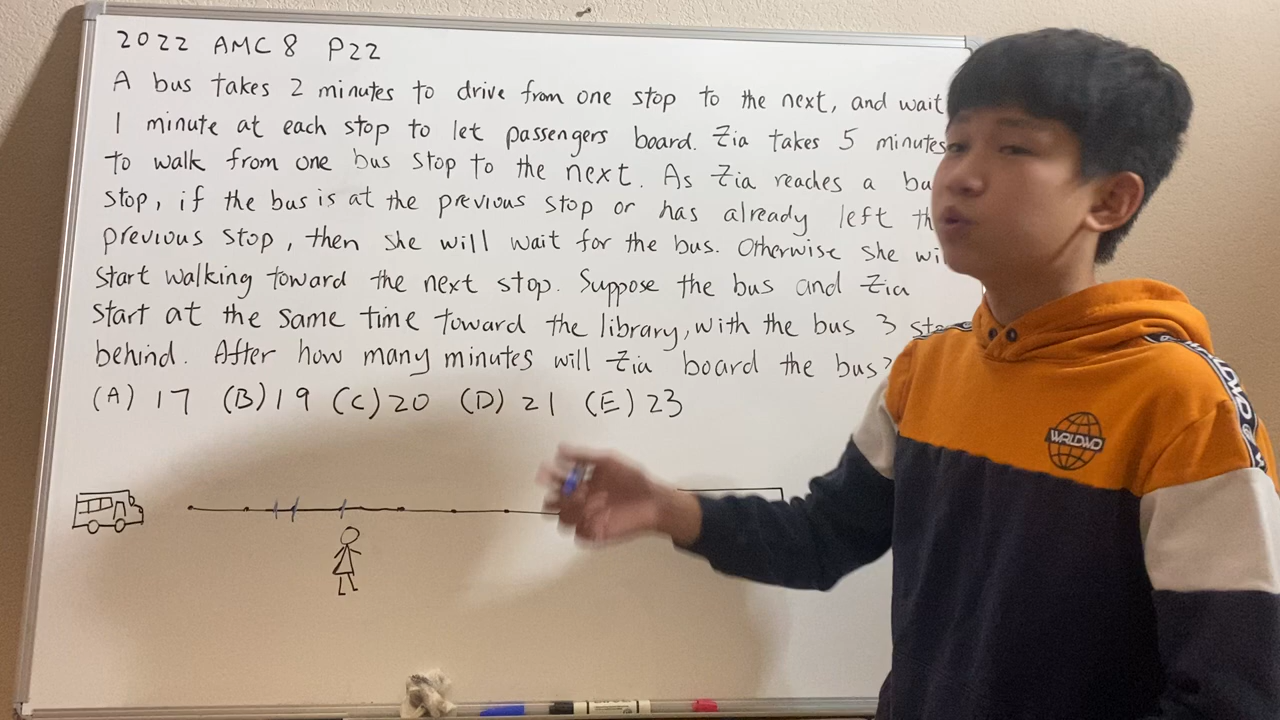 2022 AMC 8 P22
A bus takes 2 minutes to drive from one stop to the next, and wait
1 minute at each stop to let passengers board. Zia takes 5 minutes
to walk from one bus stop to the next. As Zia reaches a bu
stop, if the bus is at the previous stop or has already left th
previous stop, then she will wait for the bus. Otherwise she wi
start walking toward the next stop. Suppose the bus and Zia
start at the same time toward the library, with the bus 3 sto
behind. After how many minutes will Zia board the bus?
(A) 17 (B) 19 (C) 20 (D) 21 (E) 23
WRLDWD